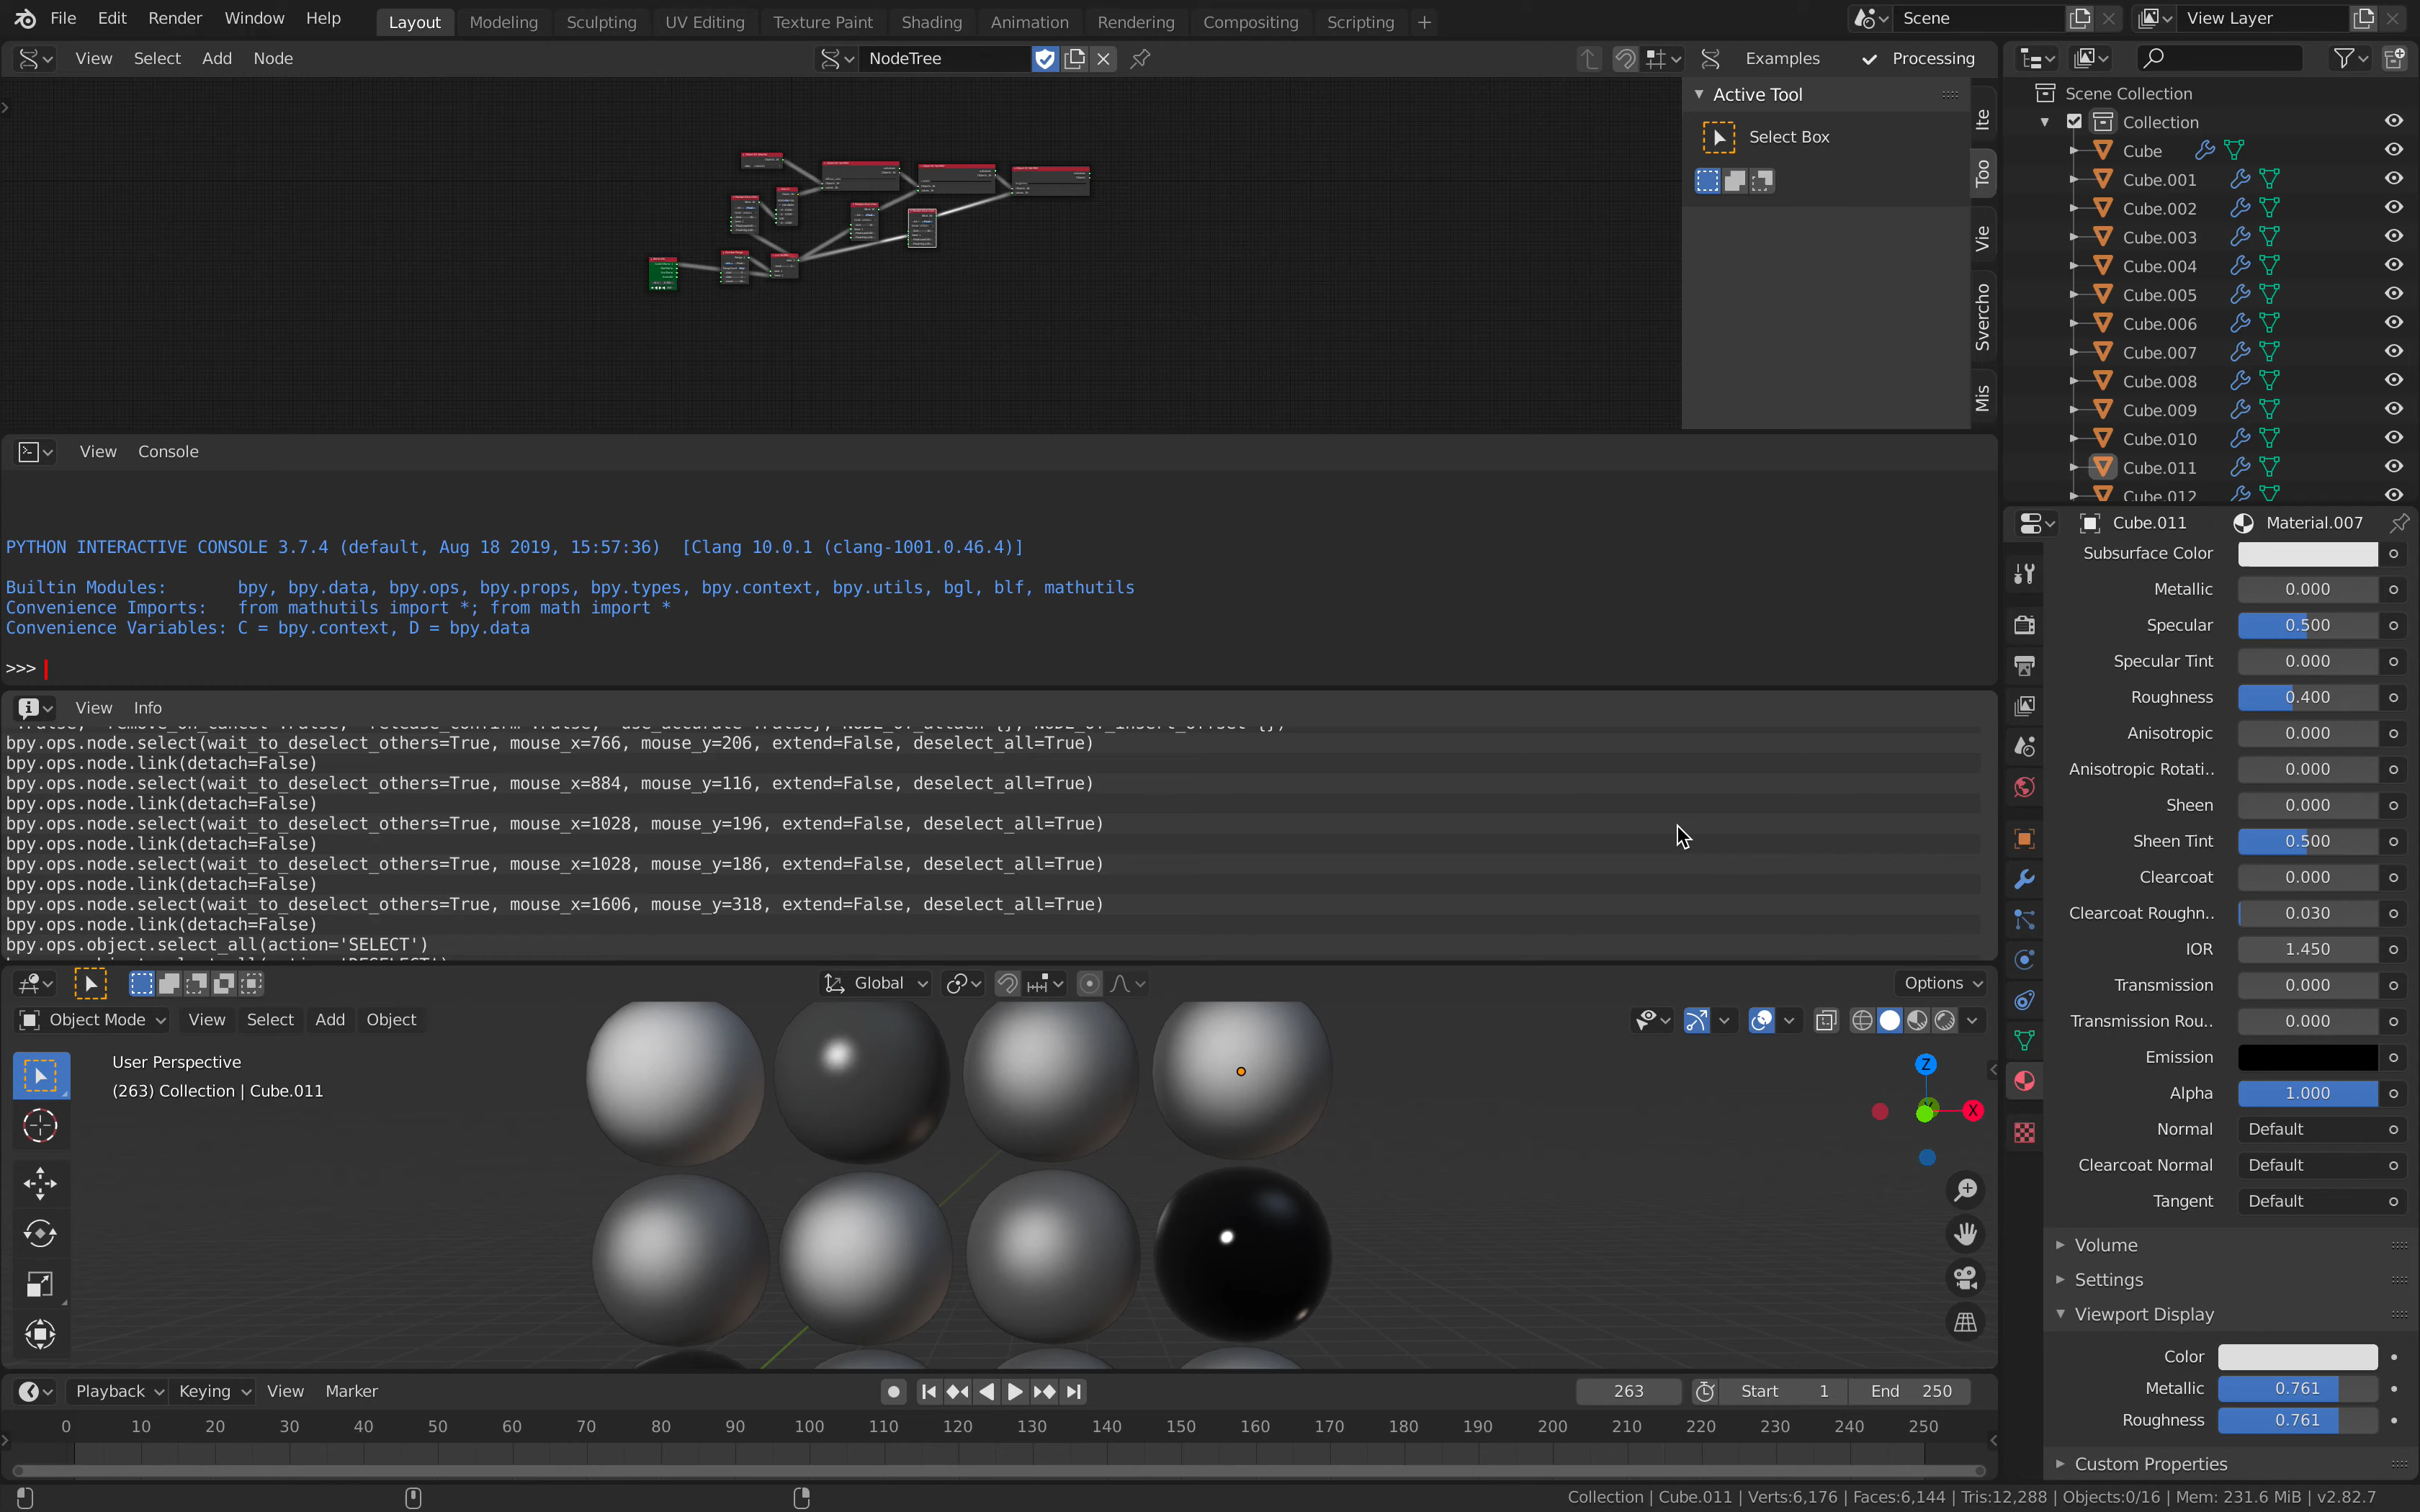 File Edit Render Window Help Layout Modeling Sculpting UV Editing Texture Paint Shading Animation Rendering Compositing Scripting + Scene View Layer
View Select Add Node NodeTree Examples Processing
Active Tool
Select Box
Ite
Too
Vie
Svercho
Mis
Scene Collection
Collection
Cube
Cube.001
Cube.002
Cube.003
Cube.004
Cube.005
Cube.006
Cube.007
Cube.008
Cube.009
Cube.010
Cube.011
Cube.012
View Console
PYTHON INTERACTIVE CONSOLE 3.7.4 (default, Aug 18 2019, 15:57:36) [Clang 10.0.1 (clang-1001.0.46.4)]
Builtin Modules: bpy, bpy.data, bpy.ops, bpy.props, bpy.types, bpy.context, bpy.utils, bgl, blf, mathutils
Convenience Imports: from mathutils import *; from math import *
Convenience Variables: C = bpy.context, D = bpy.data
>>>
View Info
bpy.ops.node.select(wait_to_deselect_others=True, mouse_x=766, mouse_y=206, extend=False, deselect_all=True)
bpy.ops.node.link(detach=False)
bpy.ops.node.select(wait_to_deselect_others=True, mouse_x=884, mouse_y=116, extend=False, deselect_all=True)
bpy.ops.node.link(detach=False)
bpy.ops.node.select(wait_to_deselect_others=True, mouse_x=1028, mouse_y=196, extend=False, deselect_all=True)
bpy.ops.node.link(detach=False)
bpy.ops.node.select(wait_to_deselect_others=True, mouse_x=1028, mouse_y=186, extend=False, deselect_all=True)
bpy.ops.node.link(detach=False)
bpy.ops.node.select(wait_to_deselect_others=True, mouse_x=1606, mouse_y=318, extend=False, deselect_all=True)
bpy.ops.node.link(detach=False)
bpy.ops.object.select_all(action='SELECT')
Global Options
Object Mode View Select Add Object
User Perspective
(263) Collection | Cube.011
Z
X
Playback Keying View Marker 263 Start 1 End 250
0 10 20 30 40 50 60 70 80 90 100 110 120 130 140 150 160 170 180 190 200 210 220 230 240 250
Cube.011 Material.007
Subsurface Color
Metallic 0.000
Specular 0.500
Specular Tint 0.000
Roughness 0.400
Anisotropic 0.000
Anisotropic Rotati.. 0.000
Sheen 0.000
Sheen Tint 0.500
Clearcoat 0.000
Clearcoat Roughn.. 0.030
IOR 1.450
Transmission 0.000
Transmission Rou.. 0.000
Emission
Alpha 1.000
Normal Default
Clearcoat Normal Default
Tangent Default
Volume
Settings
Viewport Display
Color
Metallic 0.761
Roughness 0.761
Custom Properties
Collection | Cube.011 | Verts:6,176 | Faces:6,144 | Tris:12,288 | Objects:0/16 | Mem: 231.6 MiB | v2.82.7